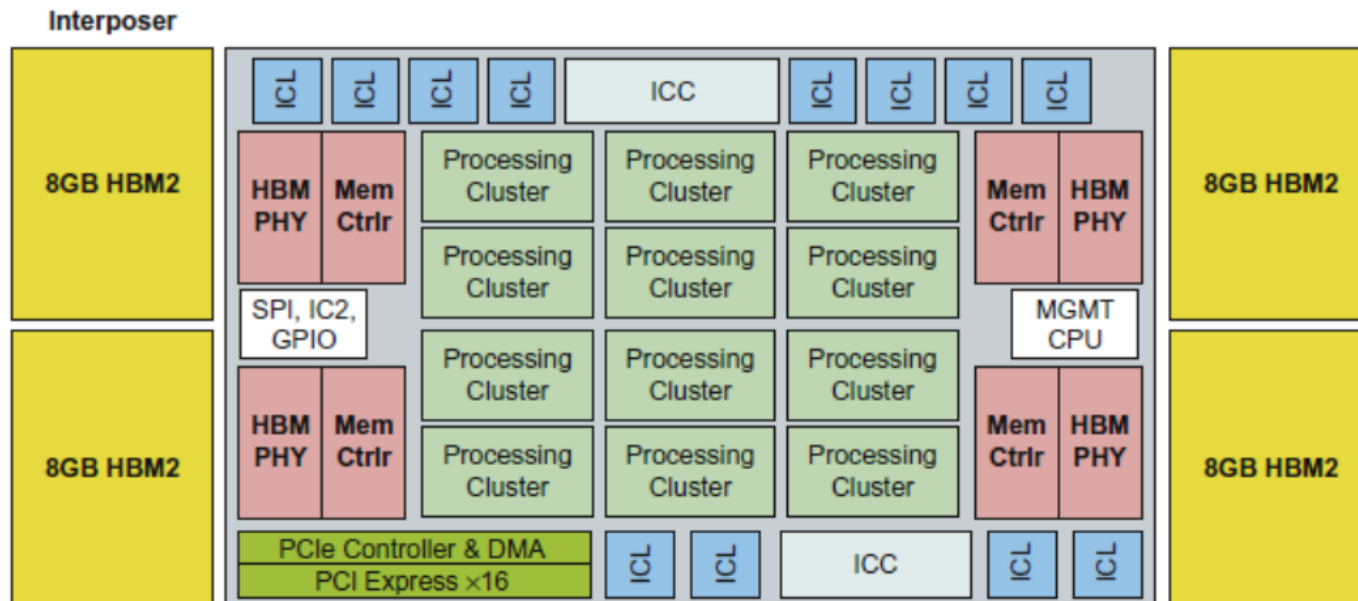 Interposer
ICL
ICL
ICL
ICL
ICC
ICL
ICL
ICL
ICL
8GB HBM2
HBM
PHY
Mem
Ctrlr
Processing
Cluster
Processing
Cluster
Processing
Cluster
Mem
Ctrlr
HBM
PHY
8GB HBM2
Processing
Cluster
Processing
Cluster
Processing
Cluster
SPI, IC2,
GPIO
MGMT
CPU
8GB HBM2
HBM
PHY
Mem
Ctrlr
Processing
Cluster
Processing
Cluster
Processing
Cluster
Mem
Ctrlr
HBM
PHY
8GB HBM2
Processing
Cluster
Processing
Cluster
Processing
Cluster
PCIe Controller & DMA
PCI Express ×16
ICL
ICL
ICC
ICL
ICL